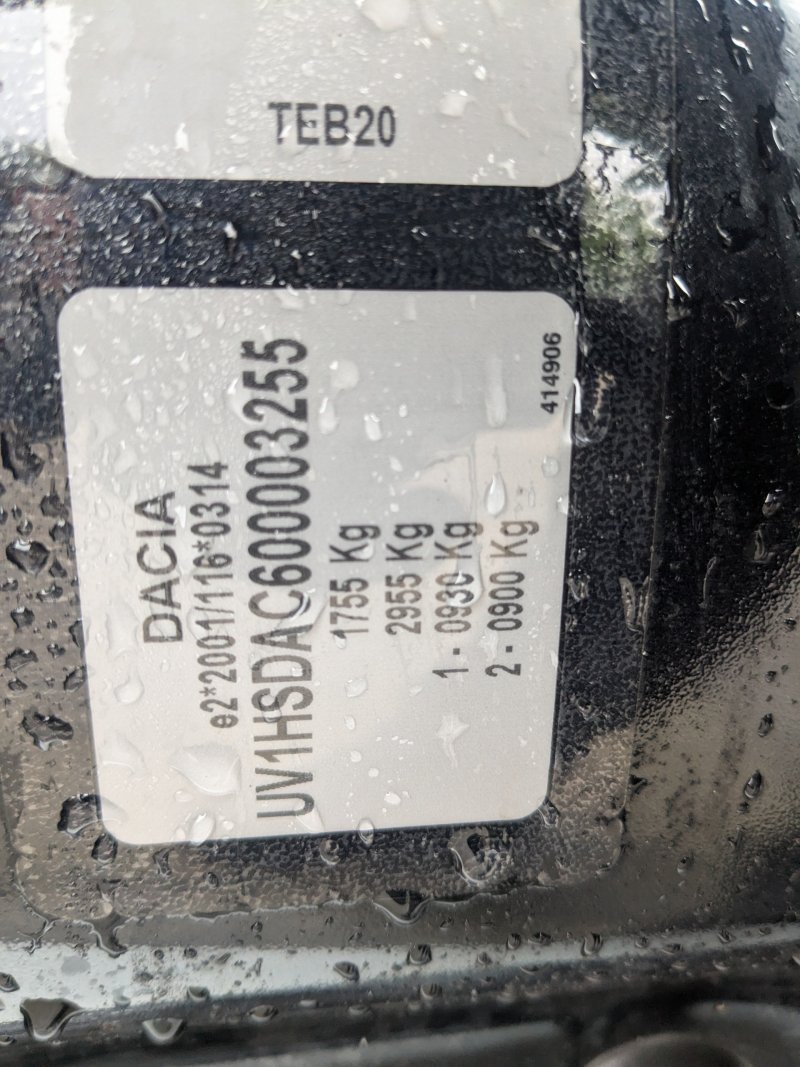 TEB20
DACIA
e2*2001/116*0314
UV1HSDAC600003255
1755 Kg
2955 Kg
1 - 0930 Kg
2 - 0900 Kg
414906